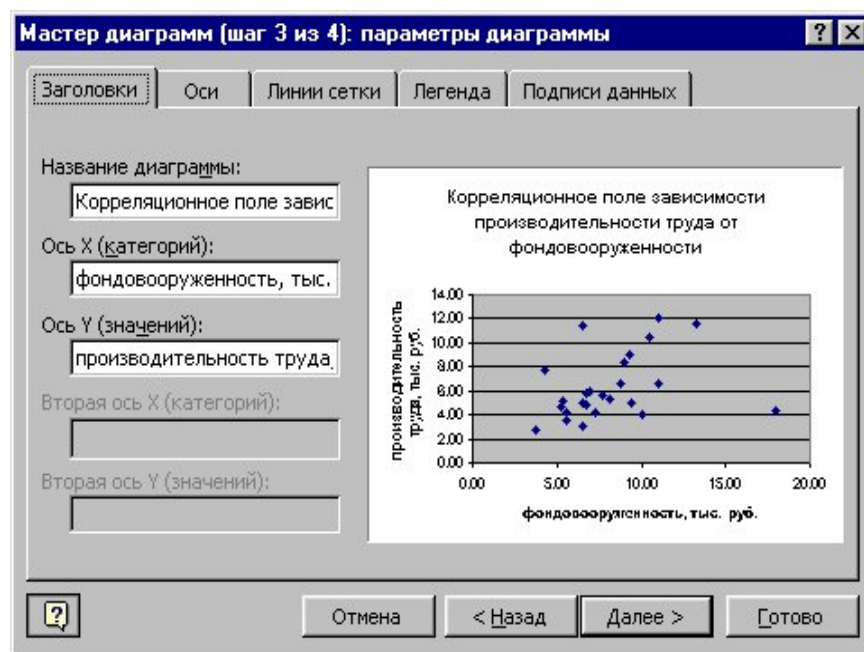 Мастер диаграмм (шаг 3 из 4): параметры диаграммы
Заголовки
Оси
Линии сетки
Легенда
Подписи данных
Название диаграммы:
Корреляционное поле завис
Ось X (категорий):
фондовооруженность, тыс.
Ось Y (значений):
производительность труда,
Вторая ось X (категорий):
Вторая ось Y (значений):
Корреляционное поле зависимости
производительности труда от
фондовооруженности
производительность
труда, тыс. руб.
14.00
12.00
10.00
8.00
6.00
4.00
2.00
0.00
0.00 5.00 10.00 15.00 20.00
фондовооруженность, тыс. руб.
Отмена
< Назад
Далее >
Готово